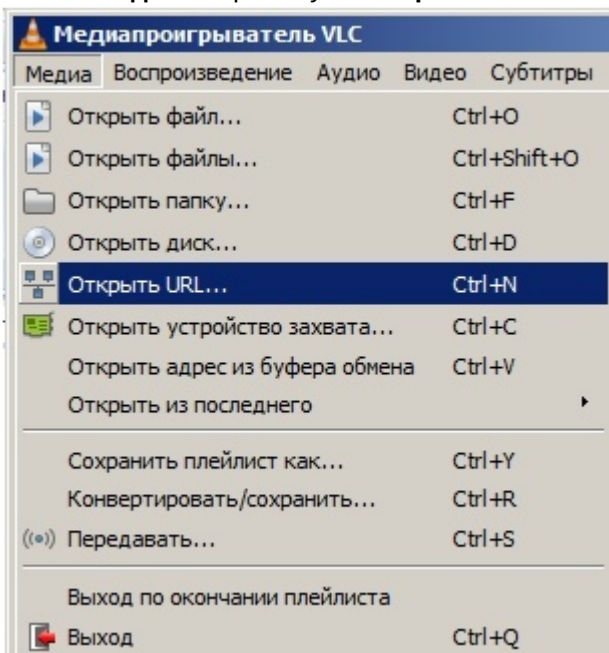 Медиапроигрыватель VLC
Медиа Воспроизведение Аудио Видео Субтитры
Открыть файл... Ctrl+O
Открыть файлы... Ctrl+Shift+O
Открыть папку... Ctrl+F
Открыть диск... Ctrl+D
Открыть URL... Ctrl+N
Открыть устройство захвата... Ctrl+C
Открыть адрес из буфера обмена Ctrl+V
Открыть из последнего
Сохранить плейлист как... Ctrl+Y
Конвертировать/сохранить... Ctrl+R
Передавать... Ctrl+S
Выход по окончании плейлиста
Выход Ctrl+Q